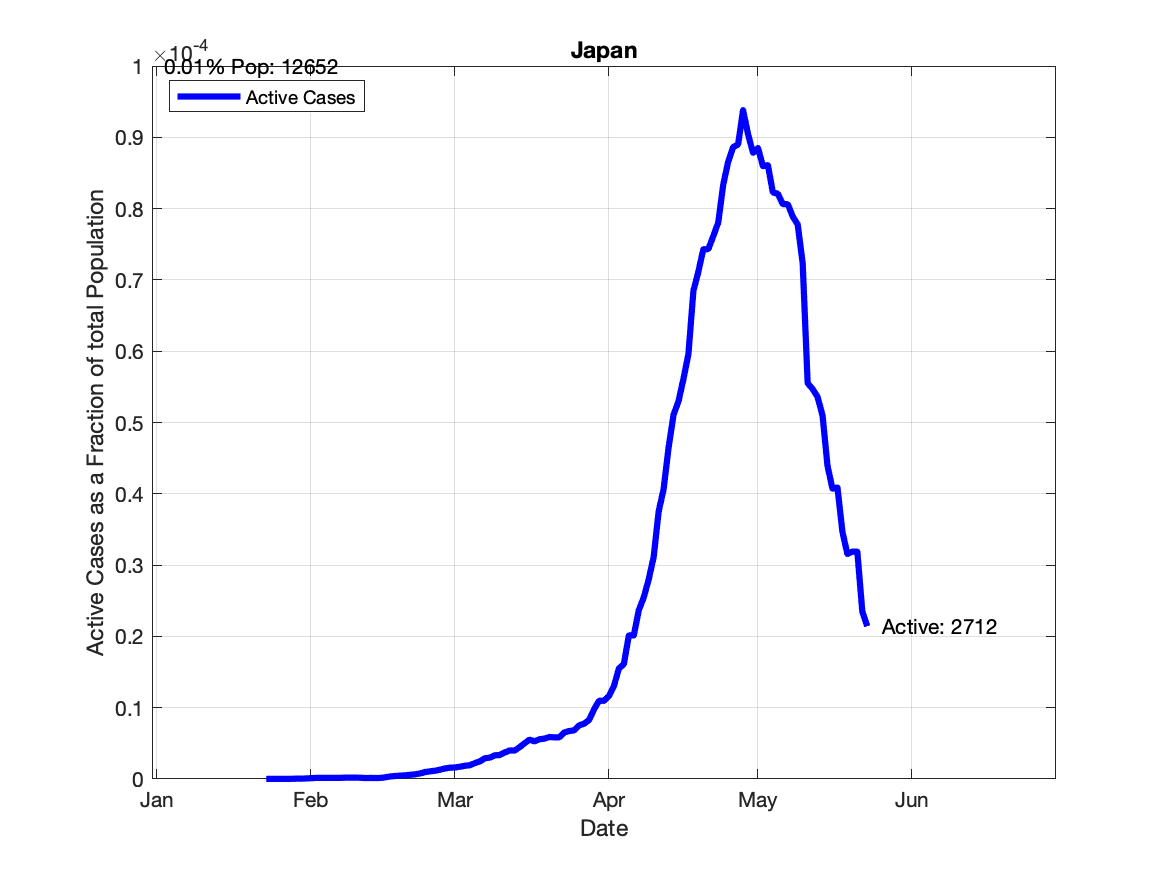 Japan
×10-4
0.01% Pop: 12652
Active Cases
1
0.9
0.8
0.7
0.6
0.5
0.4
0.3
0.2
0.1
0
Active Cases as a Fraction of total Population
Active: 2712
Jan Feb Mar Apr May Jun
Date